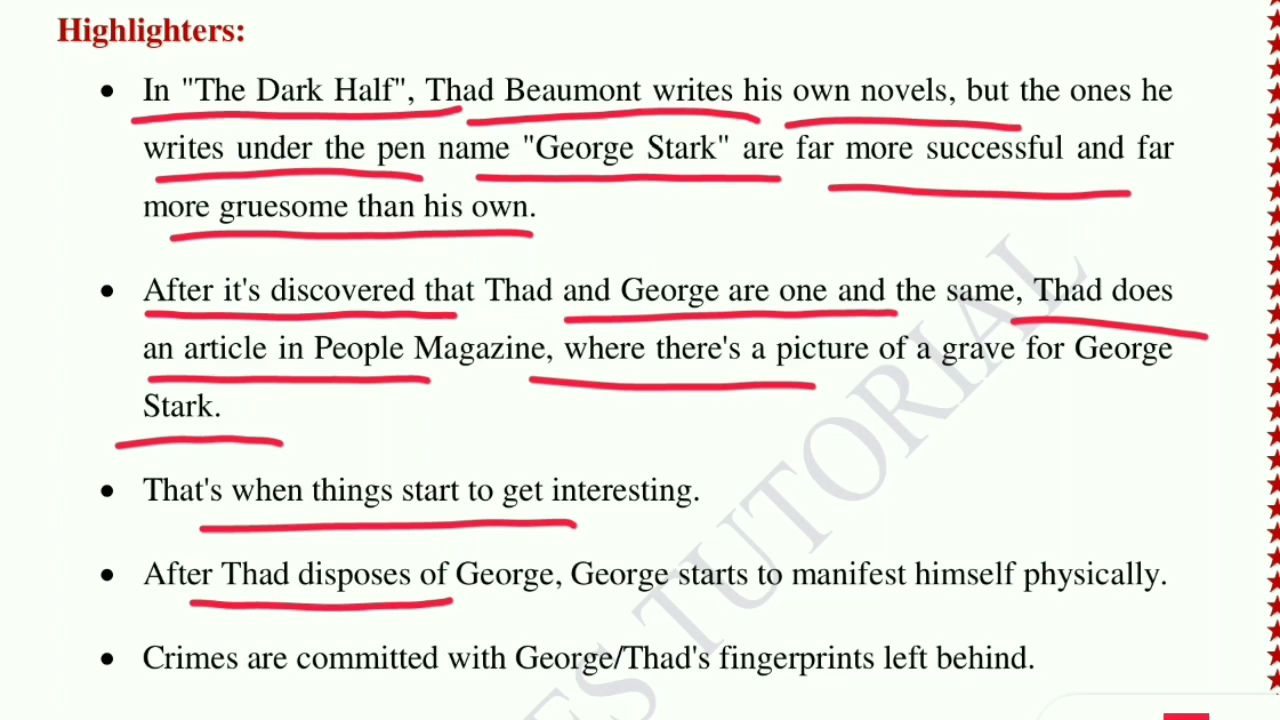 Highlighters:
• In "The Dark Half", Thad Beaumont writes his own novels, but the ones he
writes under the pen name "George Stark" are far more successful and far
more gruesome than his own.
• After it's discovered that Thad and George are one and the same, Thad does
an article in People Magazine, where there's a picture of a grave for George
Stark.
• That's when things start to get interesting.
• After Thad disposes of George, George starts to manifest himself physically.
• Crimes are committed with George/Thad's fingerprints left behind.
TUTORIAL